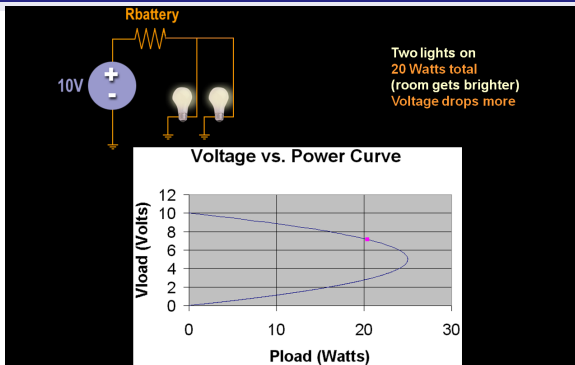 Rbattery
10V
+
-
Two lights on
20 Watts total
(room gets brighter)
Voltage drops more
Voltage vs. Power Curve
Vload (Volts)
12
10
8
6
4
2
0
0 10 20 30
Pload (Watts)